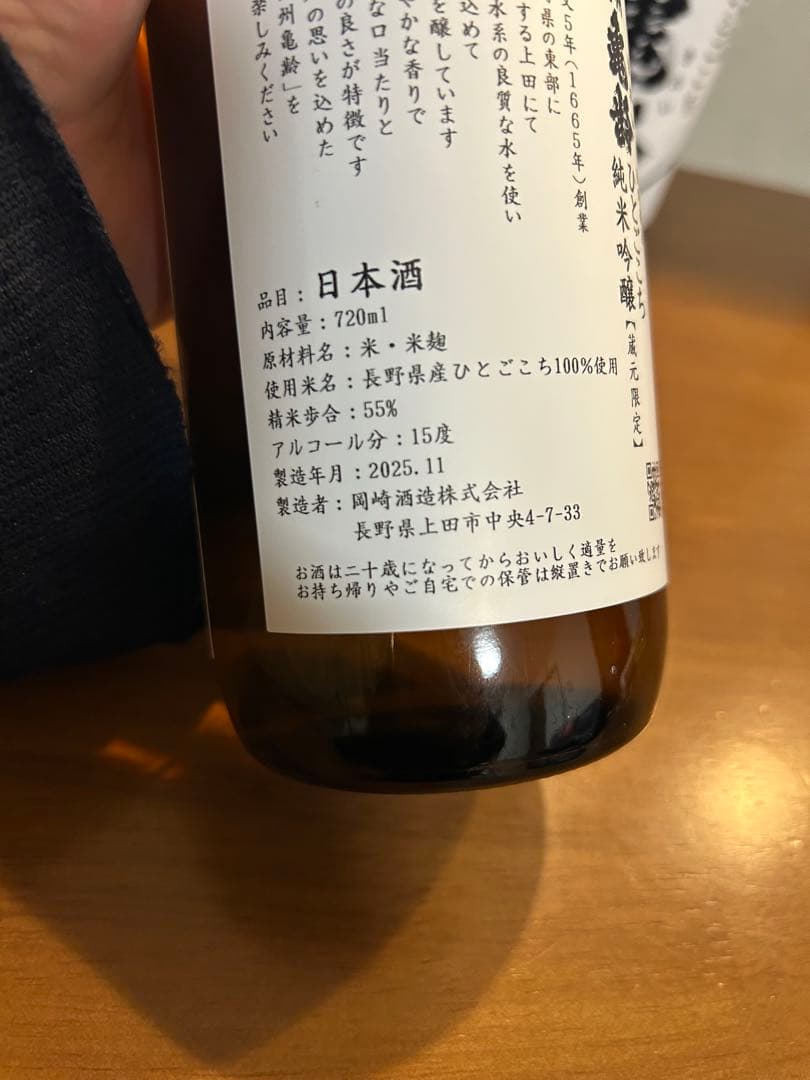 亀齢
ひとごこち
純米吟醸【蔵元限定】
5年(1665年)創業
県の東部に
する上田にて
水系の良質な水を使い
込めて
を醸しています
やかな香りで
な口当たりと
の良さが特徴です
の思いを込めた
州亀齢」を
楽しみください
品目：日本酒
内容量：720ml
原材料名：米・米麹
使用米名：長野県産ひとごこち100%使用
精米歩合：55%
アルコール分：15度
製造年月：2025.11
製造者：岡崎酒造株式会社
長野県上田市中央4-7-33
お酒は二十歳になってからおいしく適量を
お持ち帰りやご自宅での保管は縦置きでお願い致します